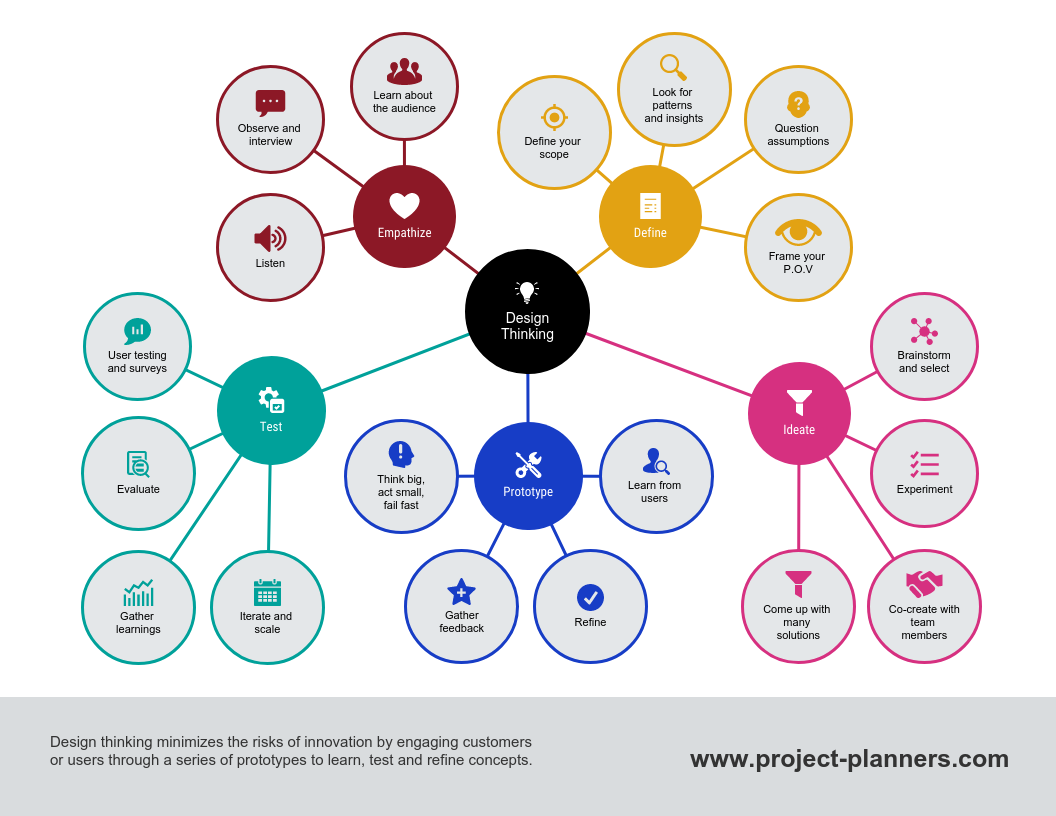 Learn about
the audience
Observe and
interview
Listen
Empathize
Look for
patterns
and insights
Define your
scope
Question
assumptions
Frame your
P.O.V
Define
Design
Thinking
User testing
and surveys
Evaluate
Gather
learnings
Iterate and
scale
Test
Think big,
act small,
fail fast
Prototype
Learn from
users
Gather
feedback
Refine
Ideate
Brainstorm
and select
Experiment
Come up with
many
solutions
Co-create with
team
members
Design thinking minimizes the risks of innovation by engaging customers
or users through a series of prototypes to learn, test and refine concepts.
www.project-planners.com